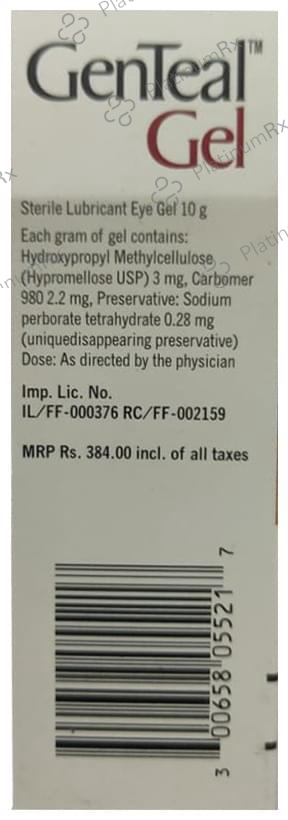 GenTeal™
Gel
Sterile Lubricant Eye Gel 10 g
Each gram of gel contains:
Hydroxypropyl Methylcellulose
(Hypromellose USP) 3 mg, Carbomer
980 2.2 mg, Preservative: Sodium
perborate tetrahydrate 0.28 mg
(uniquedisappearing preservative)
Dose: As directed by the physician
Imp. Lic. No.
IL/FF-000376 RC/FF-002159
MRP Rs. 384.00 incl. of all taxes
3 00658 05521 7
PlatinumRx
PlatinumRx